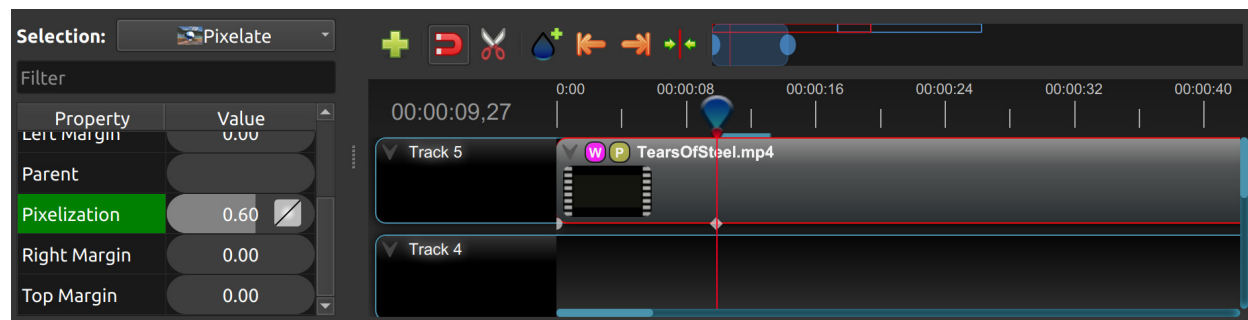 Selection: Pixelate
Filter
Property Value
Left Margin 0.00
Parent
Pixelization 0.60
Right Margin 0.00
Top Margin 0.00
0:00 00:00:08 00:00:16 00:00:24 00:00:32 00:00:40
00:00:09,27
Track 5
W P TearsOfSteel.mp4
Track 4